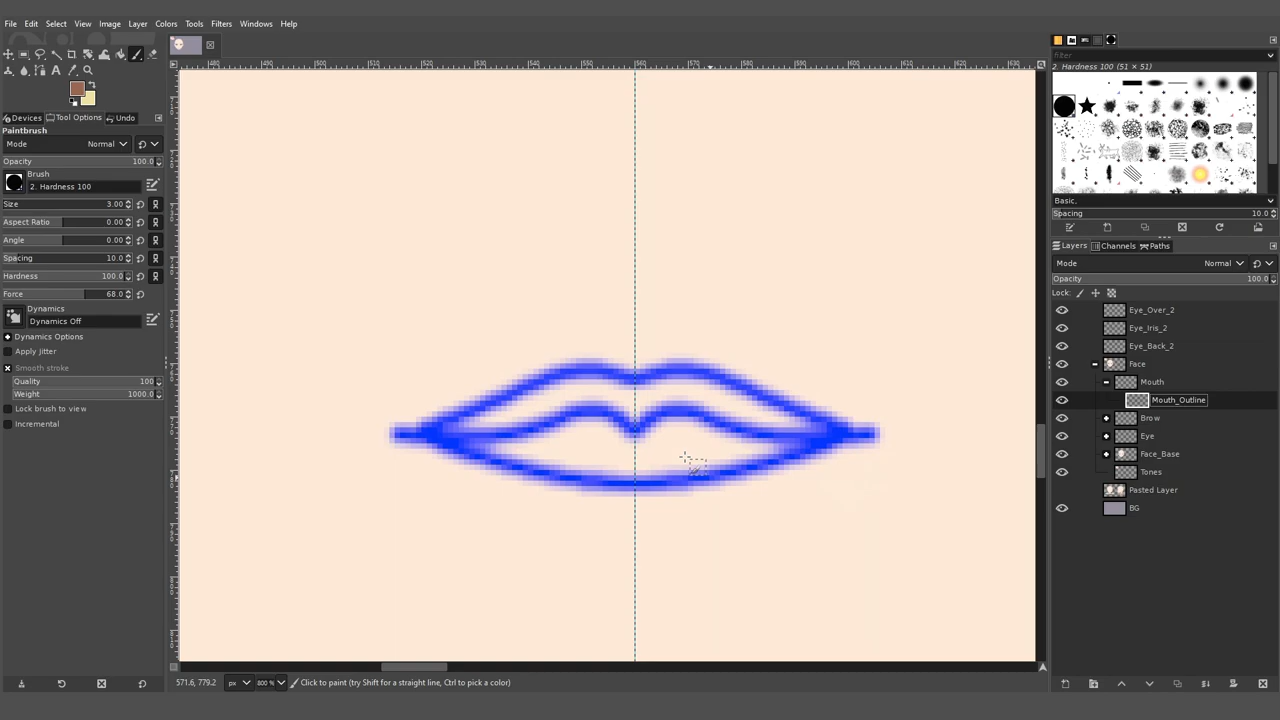 File Edit Select View Image Layer Colors Tools Filters Windows Help
filter
2. Hardness 100 (51 × 51)
Devices Tool Options Undo
Paintbrush
Mode Normal
Opacity 100.0
Brush
2. Hardness 100
Size 3.00
Aspect Ratio 0.00
Angle 0.00
Spacing 10.0
Hardness 100.0
Force 68.0
Dynamics
Dynamics Off
Dynamics Options
Apply Jitter
Smooth stroke
Quality 100
Weight 1000.0
Lock brush to view
Incremental
Basic,
Spacing 10.0
Layers Channels Paths
Mode Normal
Opacity 100.0
Lock:
Eye_Over_2
Eye_Iris_2
Eye_Back_2
Face
Mouth
Mouth_Outline
Brow
Eye
Face_Base
Tones
Pasted Layer
BG
571.6, 779.2 px 800 % Click to paint (try Shift for a straight line, Ctrl to pick a color)